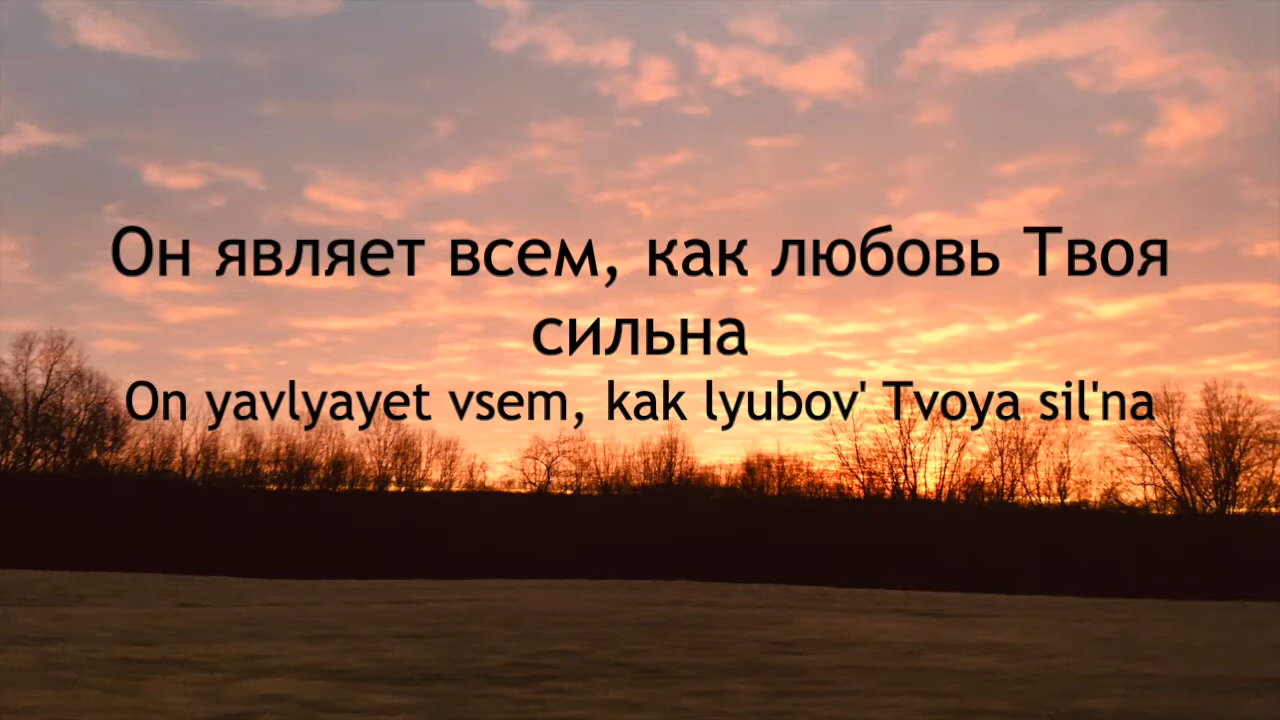 Он являет всем, как любовь Твоя
сильна
On yavlyayet vsem, kak lyubov' Tvoya sil'na